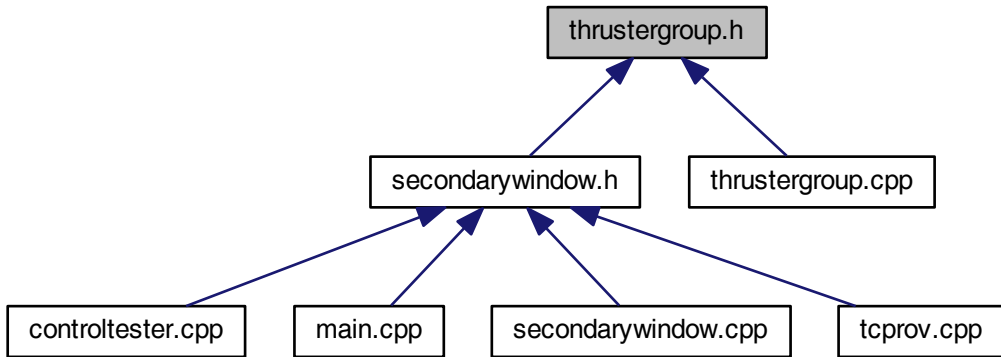 thrustergroup.h
secondarywindow.h
thrustergroup.cpp
controltester.cpp
main.cpp
secondarywindow.cpp
tcprov.cpp